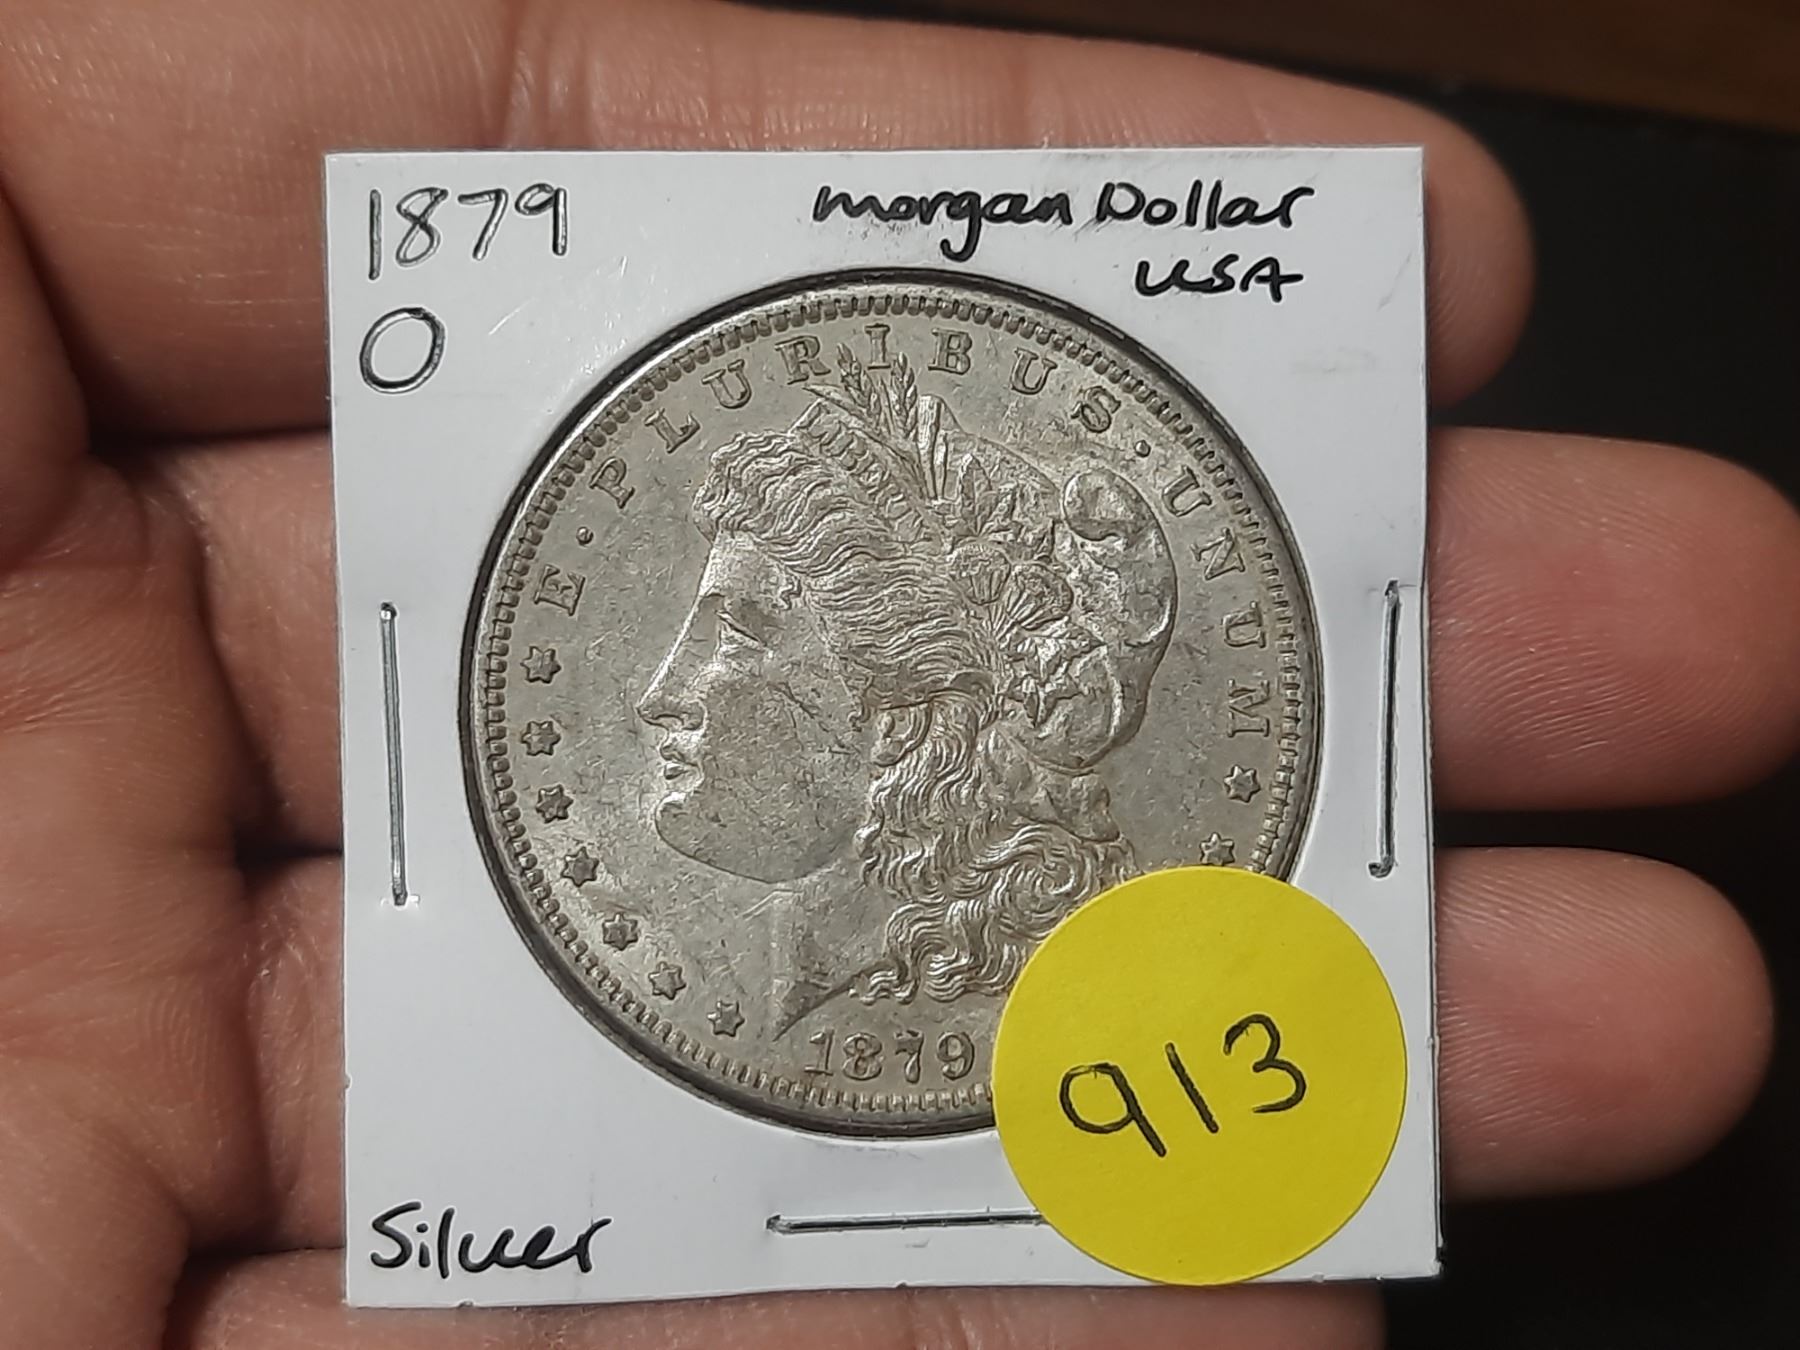 1879
O
morgan Dollar
USA
E·PLURIBUS·UNUM
LIBERTY
1879
913
Silver